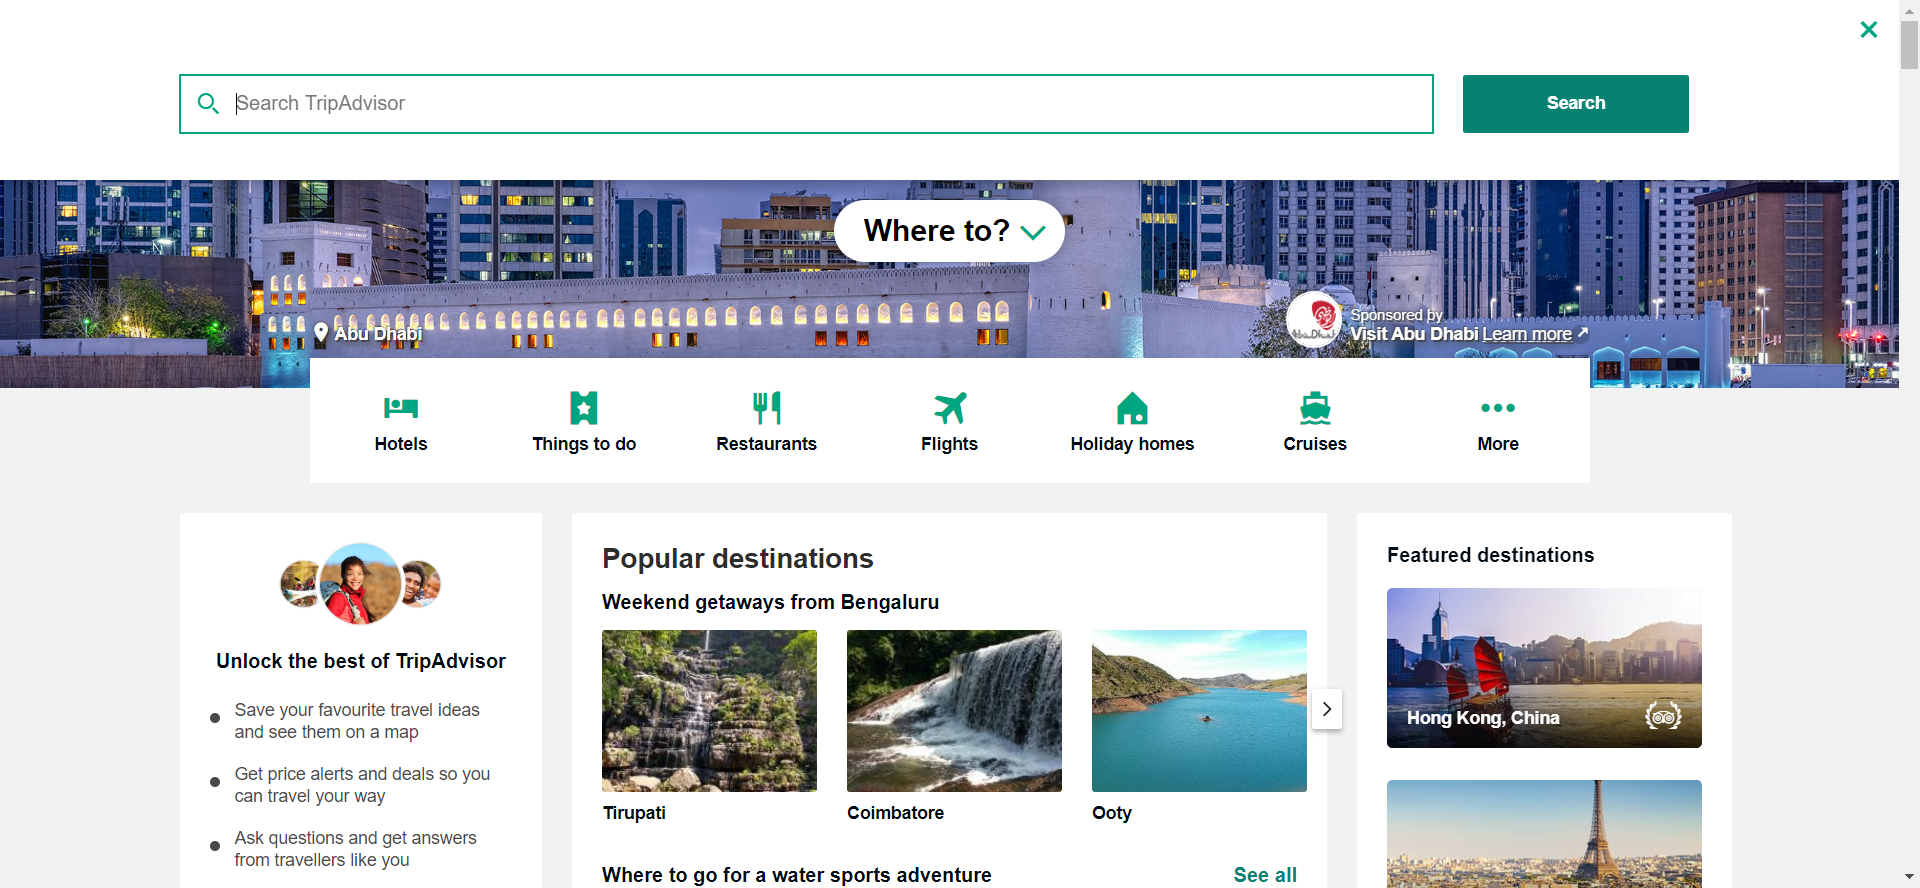 Search TripAdvisor
Search
Where to?
Abu Dhabi
Sponsored by
Visit Abu Dhabi Learn more
Hotels
Things to do
Restaurants
Flights
Holiday homes
Cruises
More
Unlock the best of TripAdvisor
Save your favourite travel ideas
and see them on a map
Get price alerts and deals so you
can travel your way
Ask questions and get answers
from travellers like you
Popular destinations
Weekend getaways from Bengaluru
Tirupati
Coimbatore
Ooty
Where to go for a water sports adventure
See all
Featured destinations
Hong Kong, China